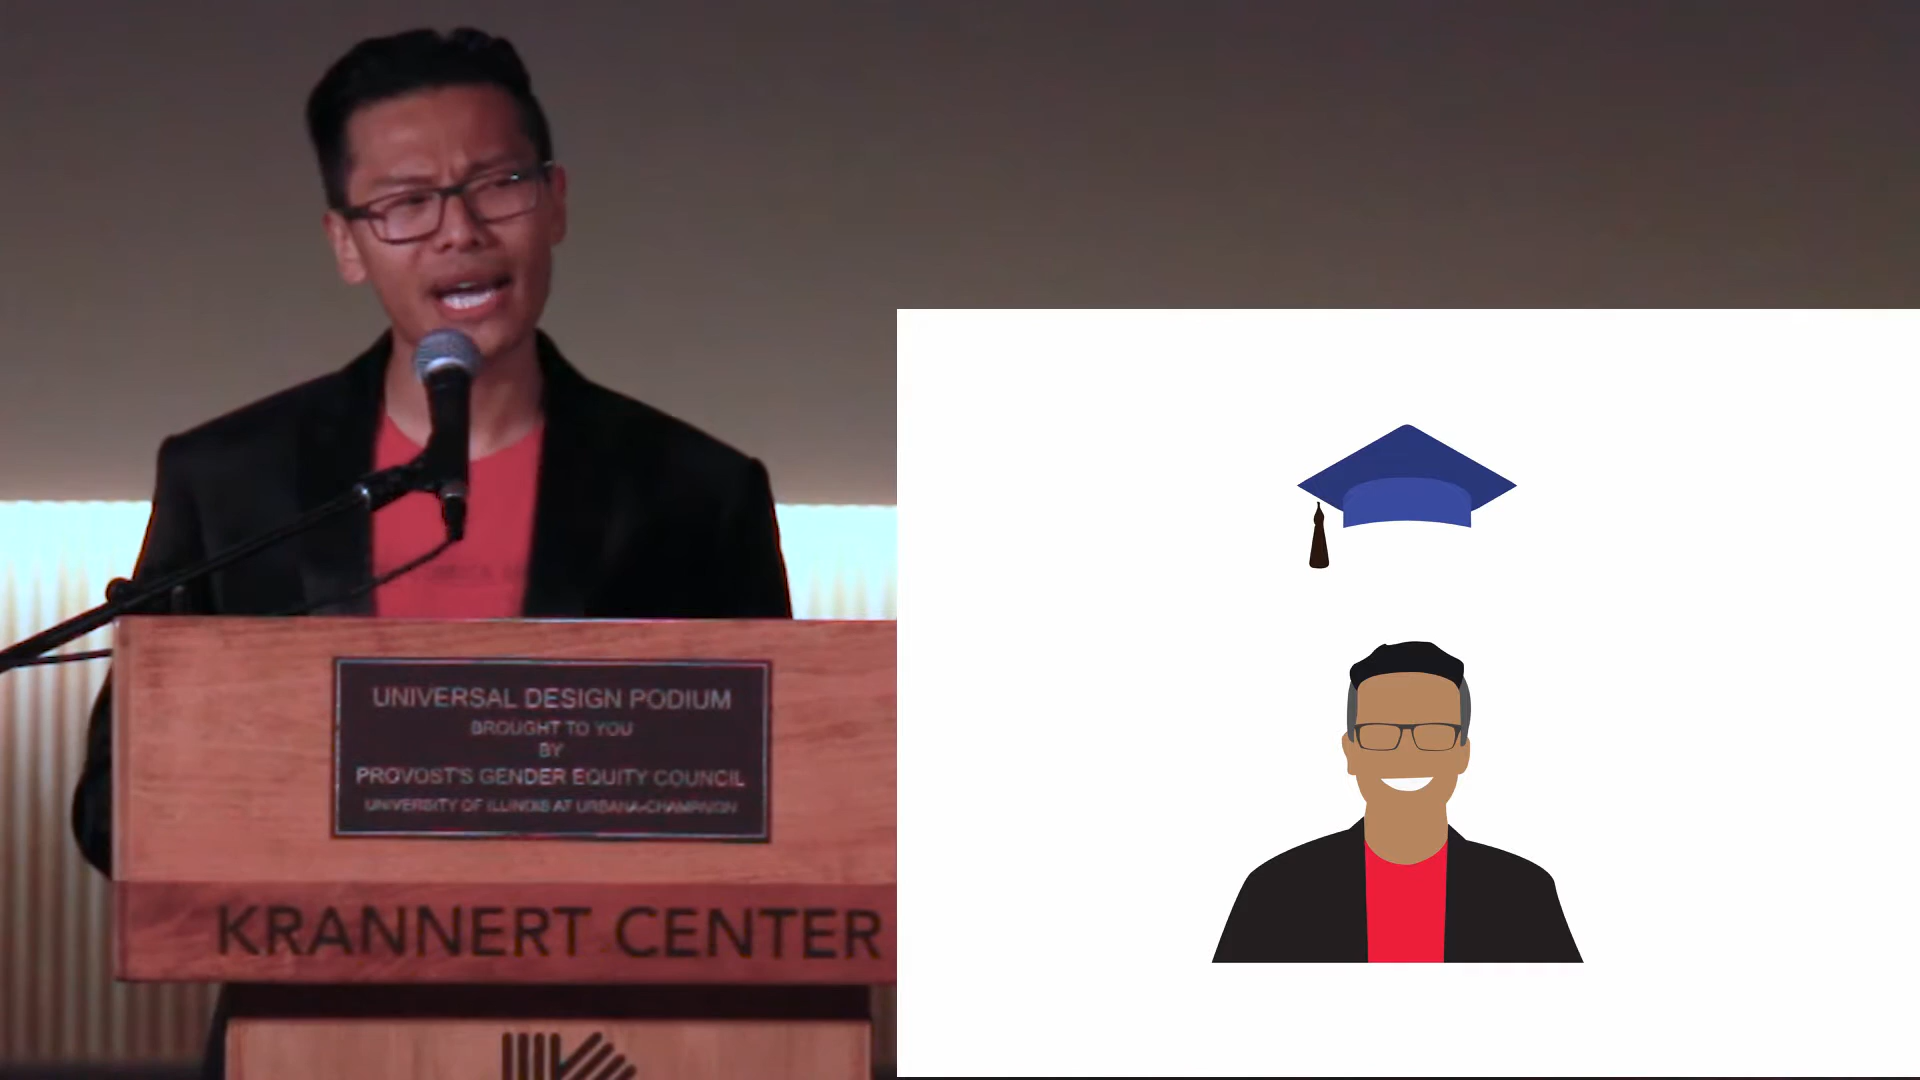 UNIVERSAL DESIGN PODIUM
BROUGHT TO YOU
BY
PROVOST'S GENDER EQUITY COUNCIL
UNIVERSITY OF ILLINOIS AT URBANA-CHAMPAIGN
KRANNERT CENTER